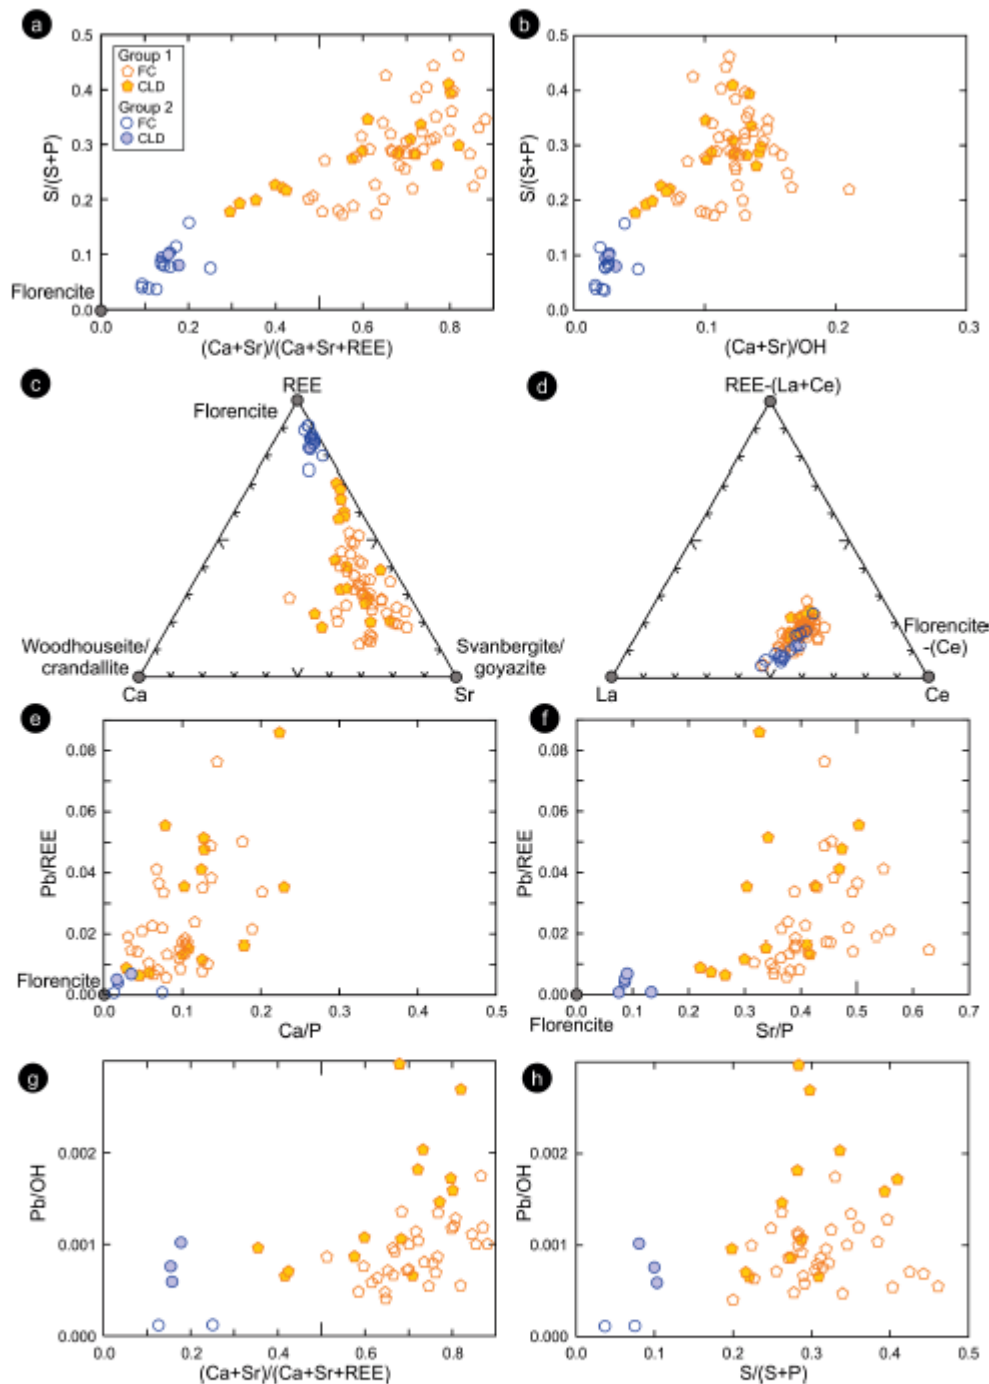 a
0.5
0.4
0.3
0.2
0.1
0.0
S/(S+P)
Group 1
FC
CLD
Group 2
FC
CLD
Florencite
0.0 0.2 0.4 0.6 0.8
(Ca+Sr)/(Ca+Sr+REE)
b
0.5
0.4
0.3
0.2
0.1
0.0
S/(S+P)
0.0 0.1 0.2 0.3
(Ca+Sr)/OH
c
REE
Florencite
Woodhouseite/
crandallite
Svanbergite/
goyazite
Ca
Sr
d
REE-(La+Ce)
Florencite-
-(Ce)
La
Ce
e
0.08
0.06
0.04
0.02
0.00
Pb/REE
Florencite
0.0 0.1 0.2 0.3 0.4 0.5
Ca/P
f
0.08
0.06
0.04
0.02
0.00
Pb/REE
0.0 0.1 0.2 0.3 0.4 0.5 0.6 0.7
Florencite
Sr/P
g
0.002
0.001
0.000
Pb/OH
0.0 0.2 0.4 0.6 0.8
(Ca+Sr)/(Ca+Sr+REE)
h
0.002
0.001
0.000
Pb/OH
0.0 0.1 0.2 0.3 0.4 0.5
S/(S+P)